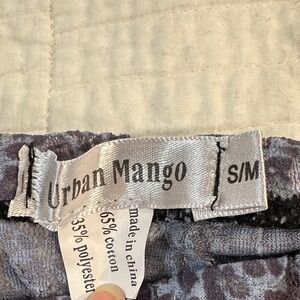 Urban Mango
S/M
made in china
65% cotton
35% polyester